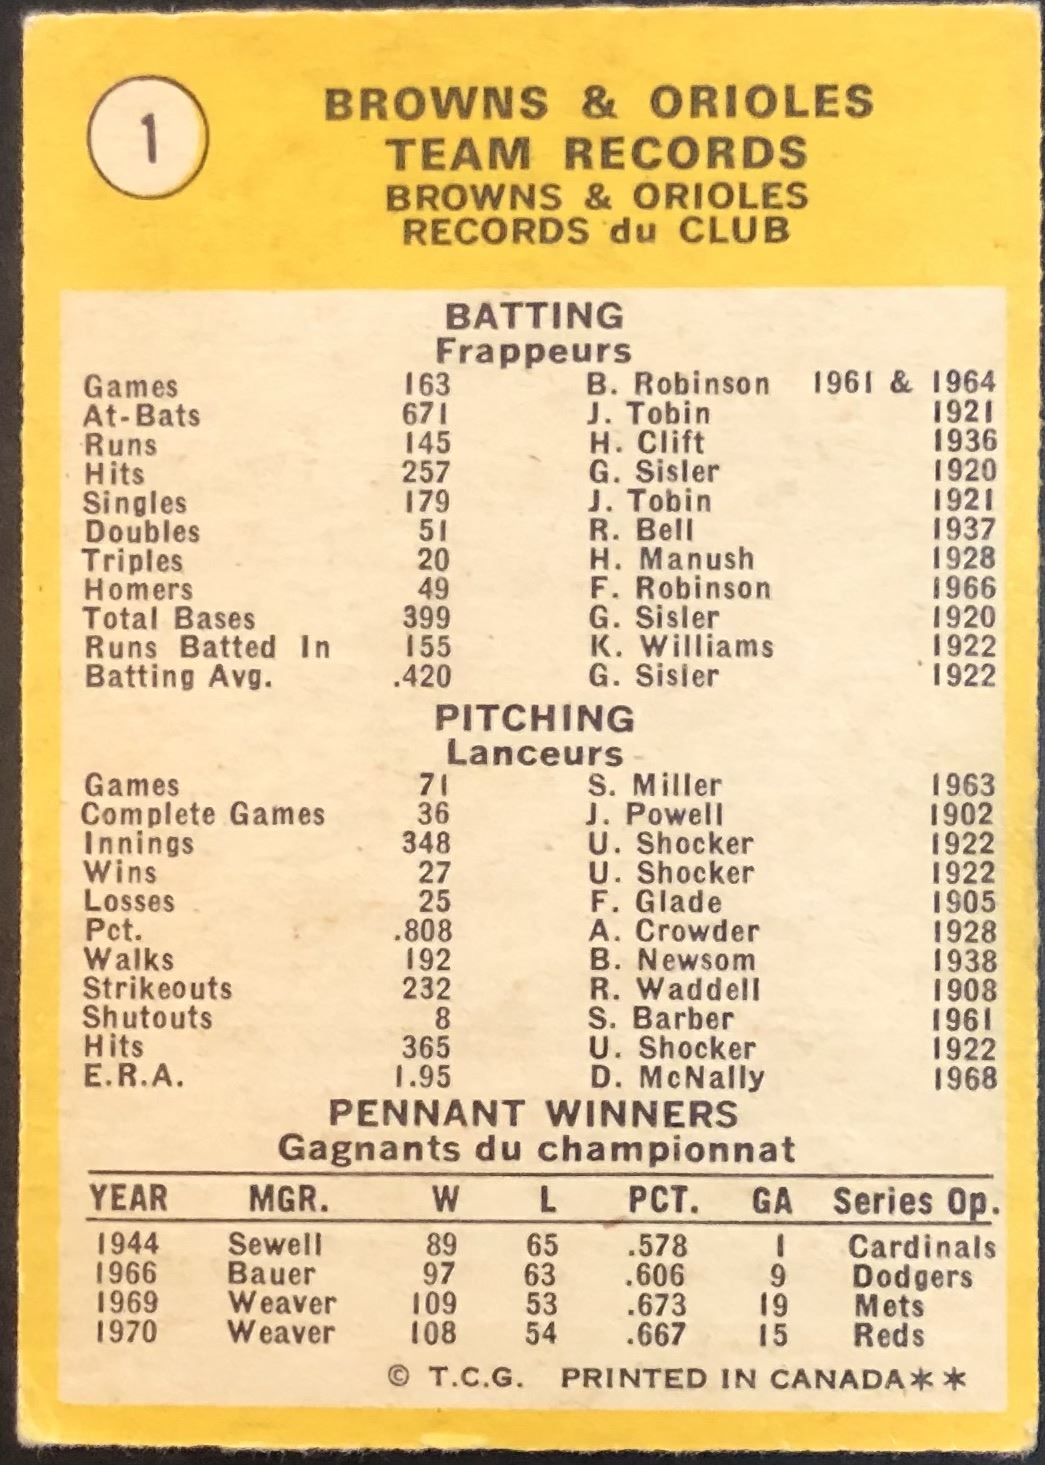 1
BROWNS & ORIOLES
TEAM RECORDS
BROWNS & ORIOLES
RECORDS du CLUB
BATTING
Frappeurs
Games 163 B. Robinson 1961 & 1964
At-Bats 671 J. Tobin 1921
Runs 145 H. Clift 1936
Hits 257 G. Sisler 1920
Singles 179 J. Tobin 1921
Doubles 51 R. Bell 1937
Triples 20 H. Manush 1928
Homers 49 F. Robinson 1966
Total Bases 399 G. Sisler 1920
Runs Batted In 155 K. Williams 1922
Batting Avg. .420 G. Sisler 1922
PITCHING
Lanceurs
Games 71 S. Miller 1963
Complete Games 36 J. Powell 1902
Innings 348 U. Shocker 1922
Wins 27 U. Shocker 1922
Losses 25 F. Glade 1905
Pct. .808 A. Crowder 1928
Walks 192 B. Newsom 1938
Strikeouts 232 R. Waddell 1908
Shutouts 8 S. Barber 1961
Hits 365 U. Shocker 1922
E.R.A. 1.95 D. McNally 1968
PENNANT WINNERS
Gagnants du championnat
YEAR MGR. W L PCT. GA Series Op.
1944 Sewell 89 65 .578 1 Cardinals
1966 Bauer 97 63 .606 9 Dodgers
1969 Weaver 109 53 .673 19 Mets
1970 Weaver 108 54 .667 15 Reds
© T.C.G. PRINTED IN CANADA**